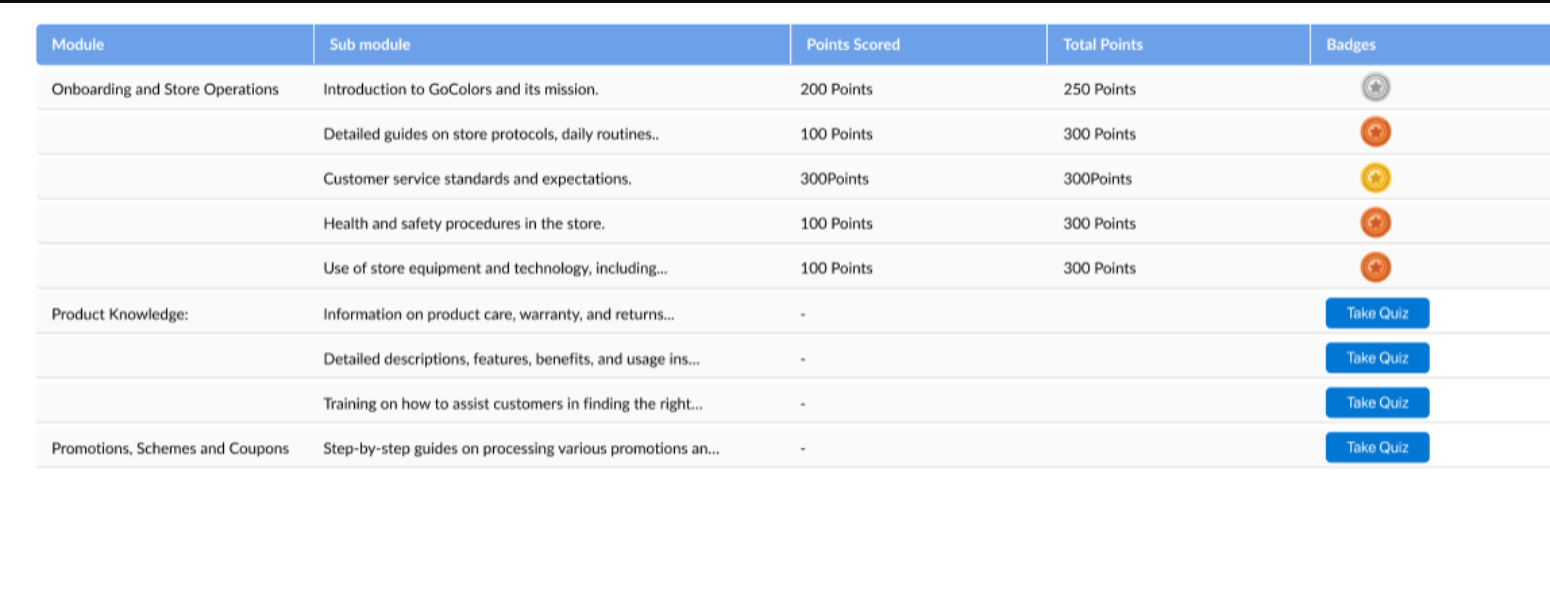 Module Sub module Points Scored Total Points Badges
Onboarding and Store Operations Introduction to GoColors and its mission. 200 Points 250 Points
Detailed guides on store protocols, daily routines.. 100 Points 300 Points
Customer service standards and expectations. 300Points 300Points
Health and safety procedures in the store. 100 Points 300 Points
Use of store equipment and technology, including... 100 Points 300 Points
Product Knowledge: Information on product care, warranty, and returns... - Take Quiz
Detailed descriptions, features, benefits, and usage ins... - Take Quiz
Training on how to assist customers in finding the right... - Take Quiz
Promotions, Schemes and Coupons Step-by-step guides on processing various promotions an... - Take Quiz